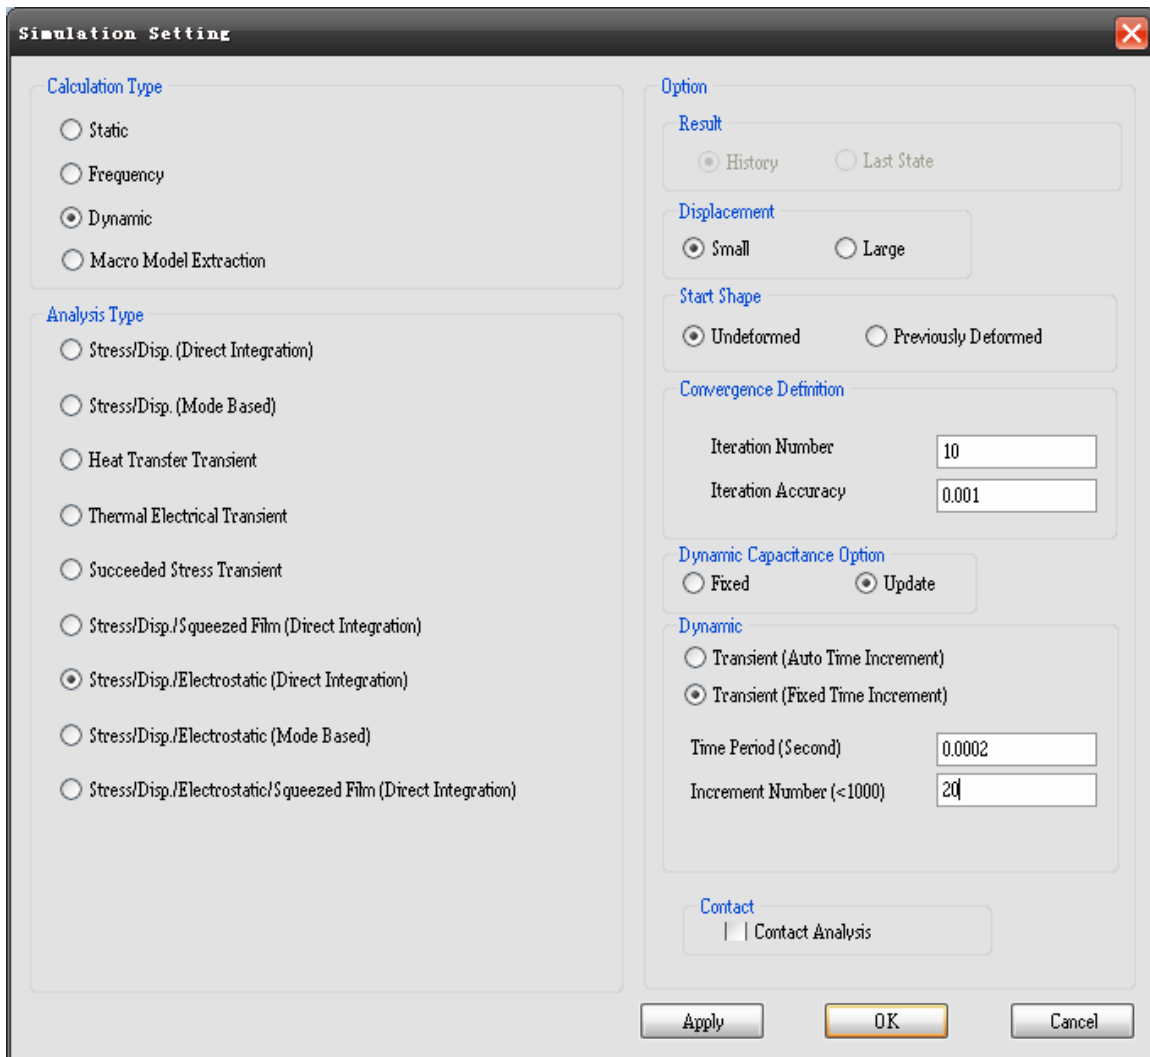 Simulation Setting
Calculation Type
Static
Frequency
Dynamic
Macro Model Extraction
Analysis Type
Stress/Disp. (Direct Integration)
Stress/Disp. (Mode Based)
Heat Transfer Transient
Thermal Electrical Transient
Succeeded Stress Transient
Stress/Disp./Squeezed Film (Direct Integration)
Stress/Disp./Electrostatic (Direct Integration)
Stress/Disp./Electrostatic (Mode Based)
Stress/Disp./Electrostatic/Squeezed Film (Direct Integration)
Option
Result
History Last State
Displacement
Small Large
Start Shape
Undeformed Previously Deformed
Convergence Definition
Iteration Number 10
Iteration Accuracy 0.001
Dynamic Capacitance Option
Fixed Update
Dynamic
Transient (Auto Time Increment)
Transient (Fixed Time Increment)
Time Period (Second) 0.0002
Increment Number (<1000) 20
Contact
Contact Analysis
Apply OK Cancel